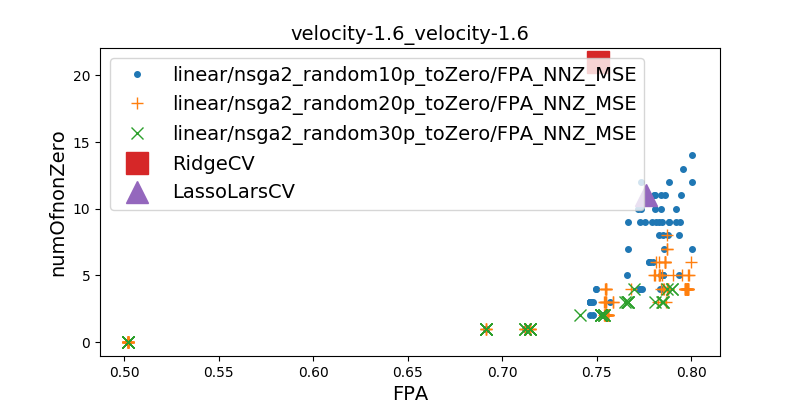 velocity-1.6_velocity-1.6
linear/nsga2_random10p_toZero/FPA_NNZ_MSE
linear/nsga2_random20p_toZero/FPA_NNZ_MSE
linear/nsga2_random30p_toZero/FPA_NNZ_MSE
RidgeCV
LassoLarsCV
numOfnonZero
20
15
10
5
0
0.50 0.55 0.60 0.65 0.70 0.75 0.80
FPA